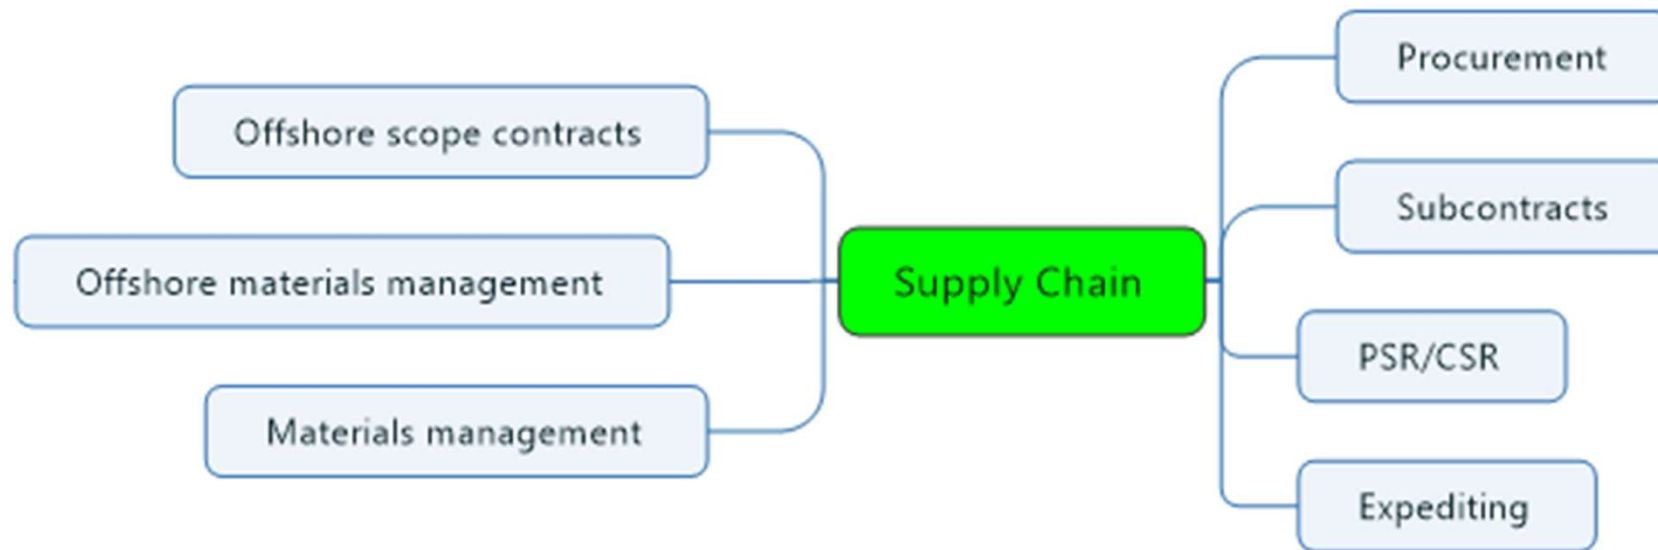 Offshore scope contracts
Offshore materials management
Materials management
Supply Chain
Procurement
Subcontracts
PSR/CSR
Expediting